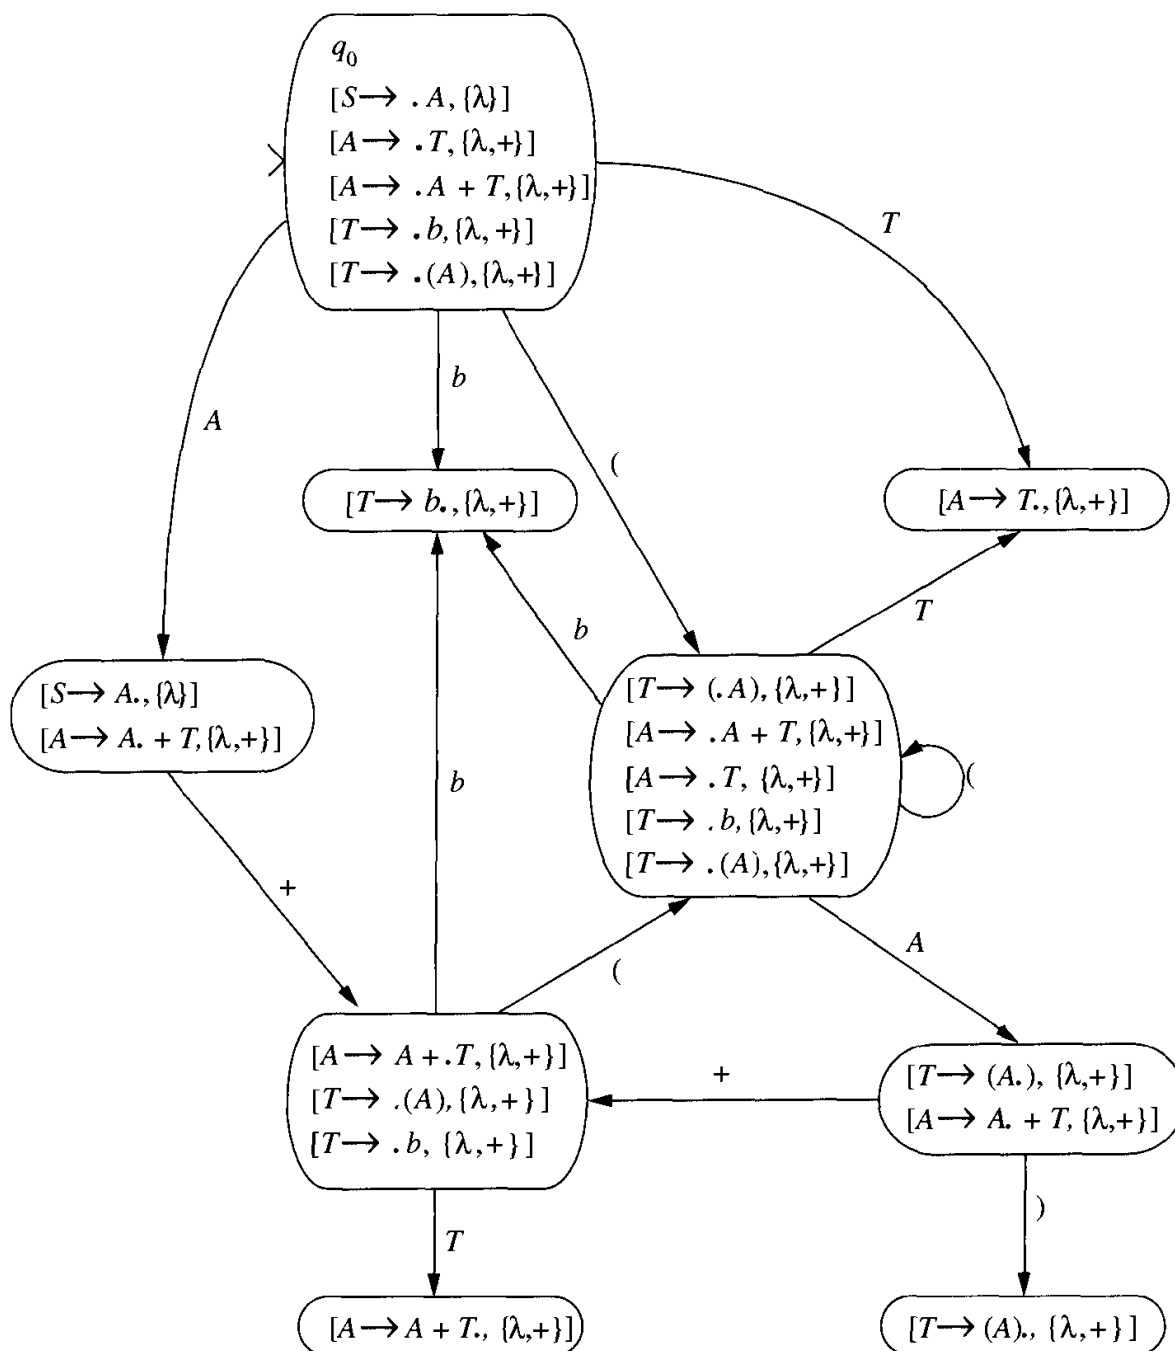 q₀
[S → . A, {λ}]
[A → . T, {λ,+}]
[A → . A + T, {λ,+}]
[T → . b, {λ, +}]
[T → . (A), {λ,+}]
T
b
A
(
[T → b., {λ,+}]
[A → T., {λ,+}]
b
T
[S → A., {λ}]
[A → A. + T, {λ,+}]
[T → (. A), {λ,+}]
[A → . A + T, {λ,+}]
[A → . T, {λ,+}]
[T → . b, {λ,+}]
[T → . (A), {λ,+}]
(
b
+
(
A
[A → A + . T, {λ,+}]
[T → . (A), {λ,+}]
[T → . b, {λ,+}]
+
[T → (A.), {λ,+}]
[A → A. + T, {λ,+}]
T
)
[A → A + T., {λ,+}]
[T → (A)., {λ,+}]